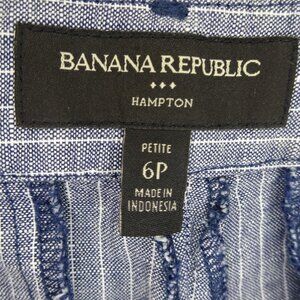 BANANA REPUBLIC
HAMPTON
PETITE
6P
MADE IN
INDONESIA